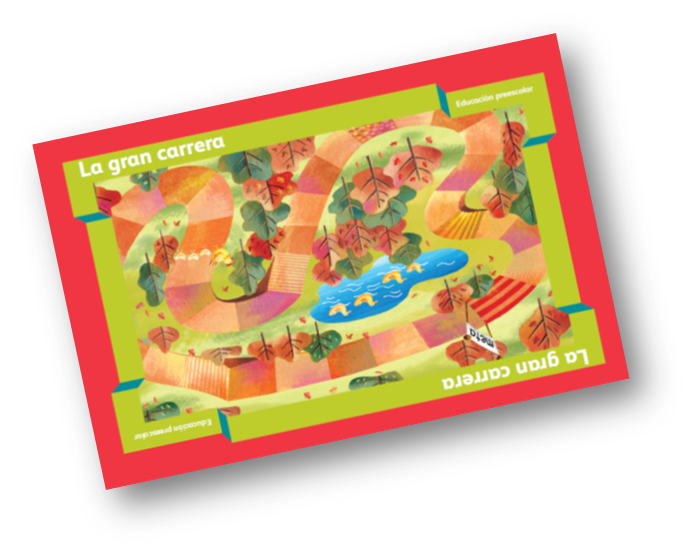 Educación preescolar
La gran carrera
meta
La gran carrera
Educación preescolar